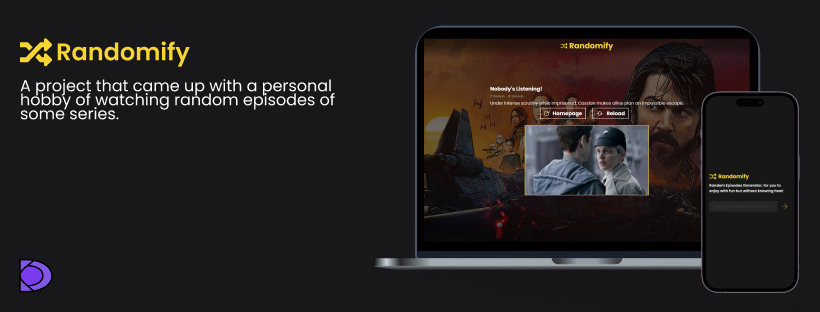 Randomify
A project that came up with a personal
hobby of watching random episodes of
some series.
Randomify
Nobody's Listening!
Under intense scrutiny while imprisoned, Cassian makes allies plan an impossible escape.
Homepage
Reload
Randomify
Random Episodes Generator, for you to
enjoy with fun but without knowing how!